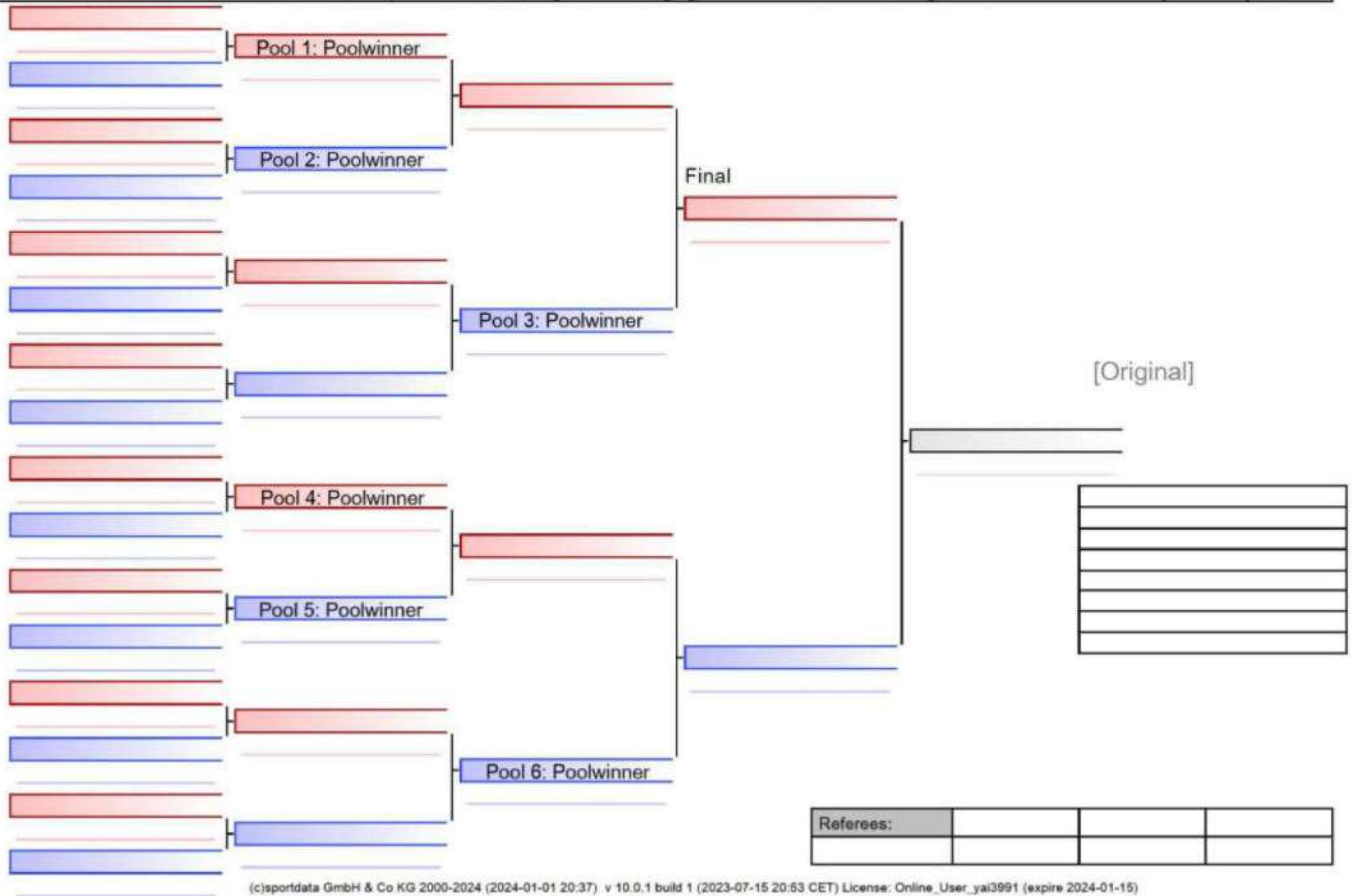 Pool 1: Poolwinner
Pool 2: Poolwinner
Final
Pool 3: Poolwinner
[Original]
Pool 4: Poolwinner
Pool 5: Poolwinner
Pool 6: Poolwinner
Referees:
(c)sportdata GmbH & Co KG 2000-2024 (2024-01-01 20:37) v 10.0.1 build 1 (2023-07-15 20:53 CET) License: Online_User_yai3991 (expire 2024-01-15)